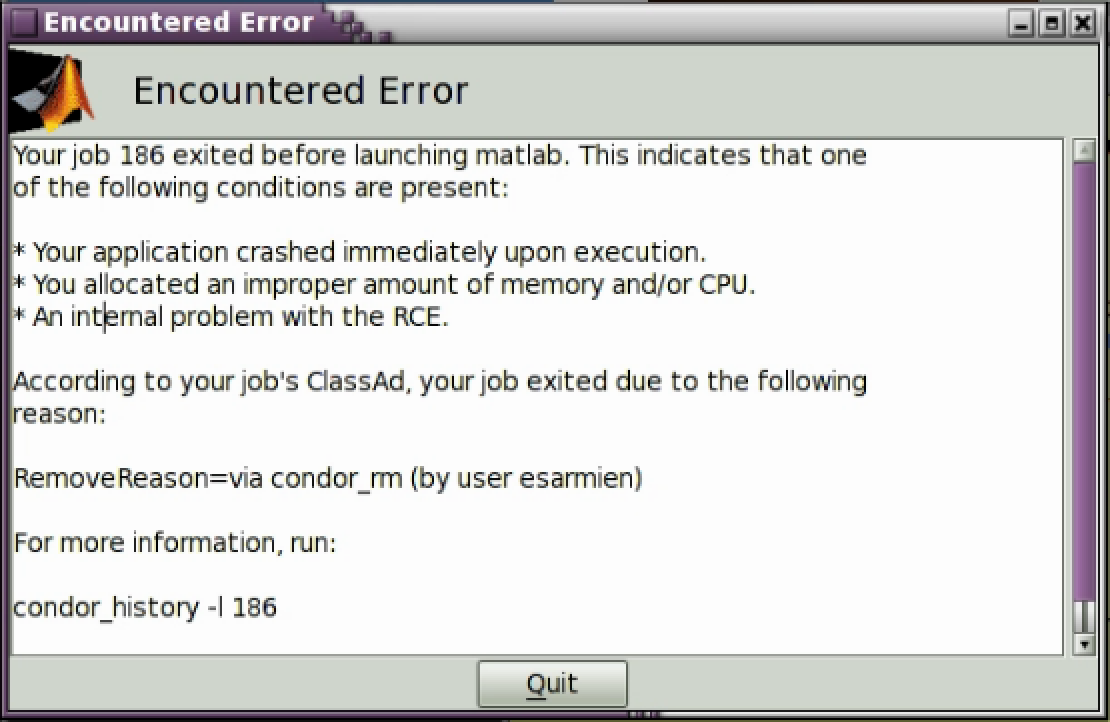 Encountered Error
Encountered Error
Your job 186 exited before launching matlab. This indicates that one
of the following conditions are present:
* Your application crashed immediately upon execution.
* You allocated an improper amount of memory and/or CPU.
* An internal problem with the RCE.
According to your job's ClassAd, your job exited due to the following
reason:
RemoveReason=via condor_rm (by user esarmien)
For more information, run:
condor_history -l 186
Quit